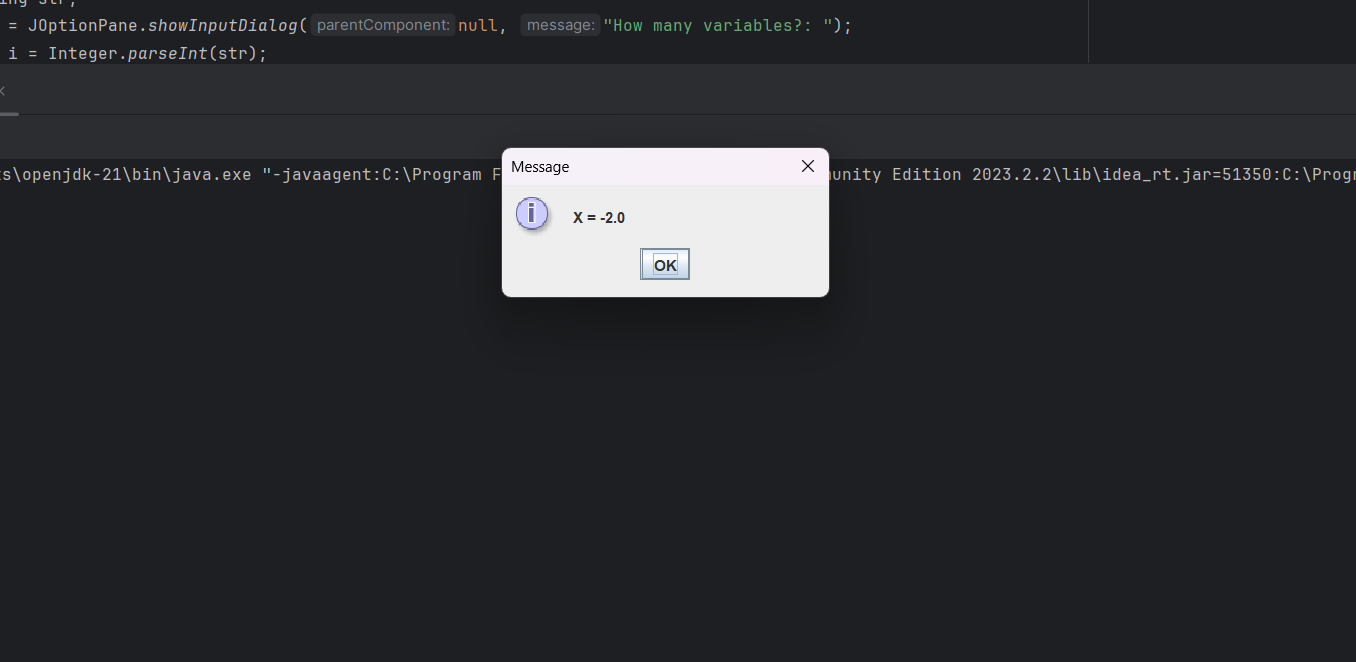 str;
= JOptionPane.showInputDialog( parentComponent: null, message: "How many variables?: ");
i = Integer.parseInt(str);
\openjdk-21\bin\java.exe "-javaagent:C:\Program Edition 2023.2.2\lib\idea_rt.jar=51350:C:\Progr
Message
X = -2.0
OK